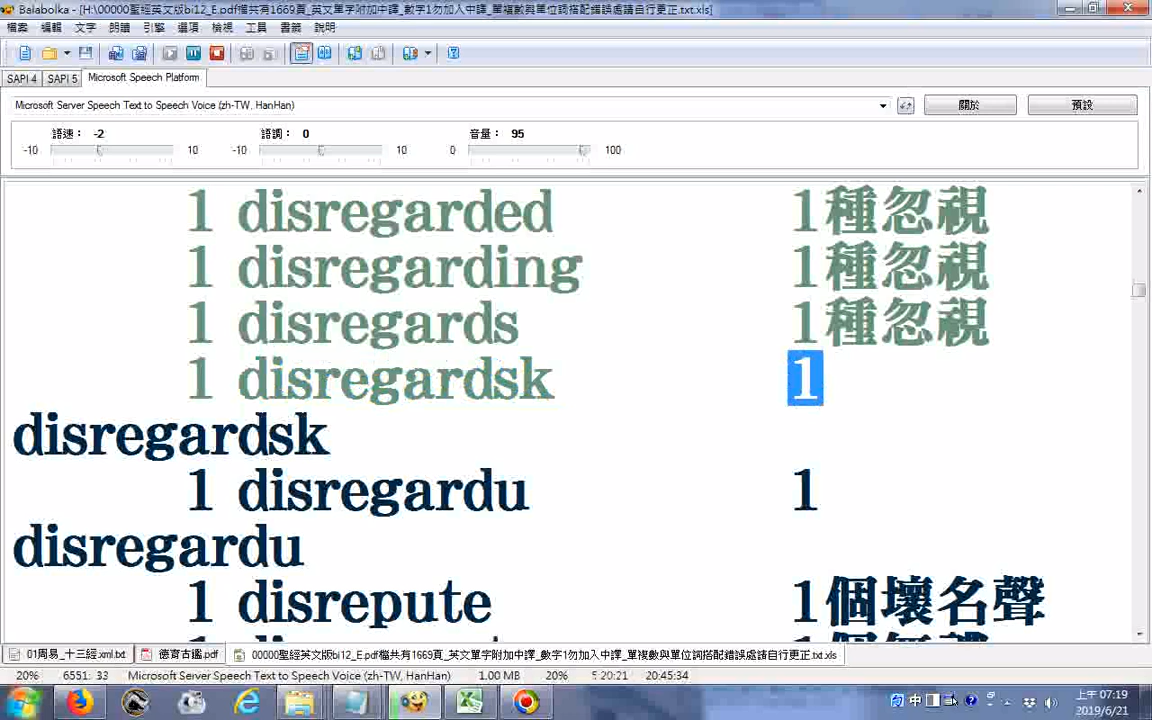 Balabolka - [H:\00000聖經英文版bi12_E.pdf檔共有1669頁_英文單字附加中譯_數字1勿加入中譯_單複數與單位詞搭配錯誤處請自行更正.txt.xls]
檔案 編輯 文字 朗讀 引擎 選項 檢視 工具 書籤 說明
SAPI 4 SAPI 5 Microsoft Speech Platform
Microsoft Server Speech Text to Speech Voice (zh-TW, HanHan) 關於 預設
語速： -2 語調： 0 音量： 95
-10 10 -10 10 0 100
1 disregarded 1種忽視
1 disregarding 1種忽視
1 disregards 1種忽視
1 disregardsk 1
disregardsk
1 disregardu 1
disregardu
1 disrepute 1個壞名聲
01周易_十三經.xml.txt 德育古鑑.pdf 00000聖經英文版bi12_E.pdf檔共有1669頁_英文單字附加中譯_數字1勿加入中譯_單複數與單位詞搭配錯誤處請自行更正.txt.xls
20% 6551: 33 Microsoft Server Speech Text to Speech Voice (zh-TW, HanHan) 1.00 MB 20% 5:20:21 20:45:34
中 上午 07:19
2019/6/21